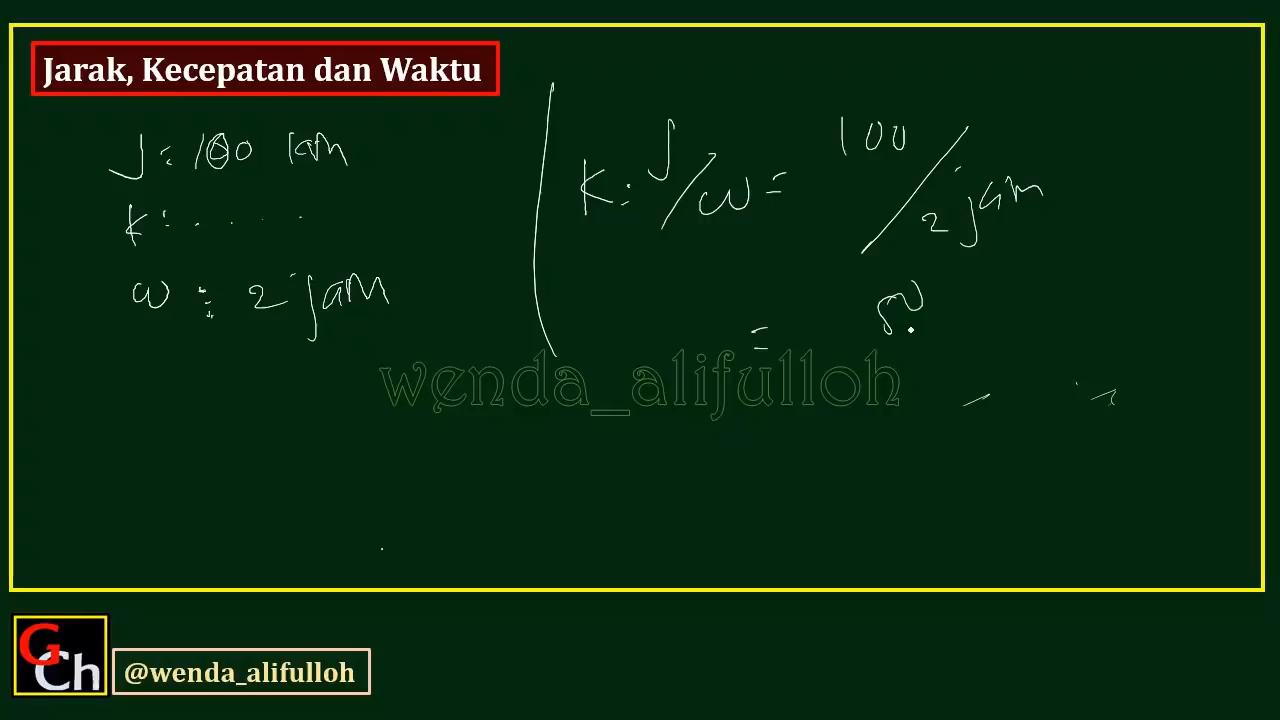 Jarak, Kecepatan dan Waktu
J = 100 km
K : .....
W : 2 jam
K = J/W = 100/2 jam
=
wenda_alifulloh
GCh
@wenda_alifulloh